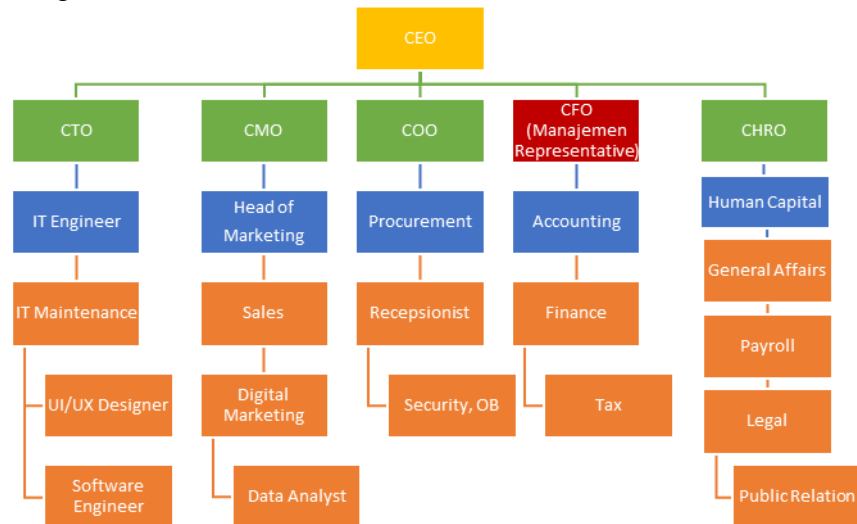 CEO
CTO
CMO
COO
CFO
(Manajemen
Representative)
CHRO
IT Engineer
Head of
Marketing
Procurement
Accounting
Human Capital
IT Maintenance
Sales
Recepsionist
Finance
General Affairs
UI/UX Designer
Digital
Marketing
Security, OB
Tax
Payroll
Legal
Software
Engineer
Data Analyst
Public Relation